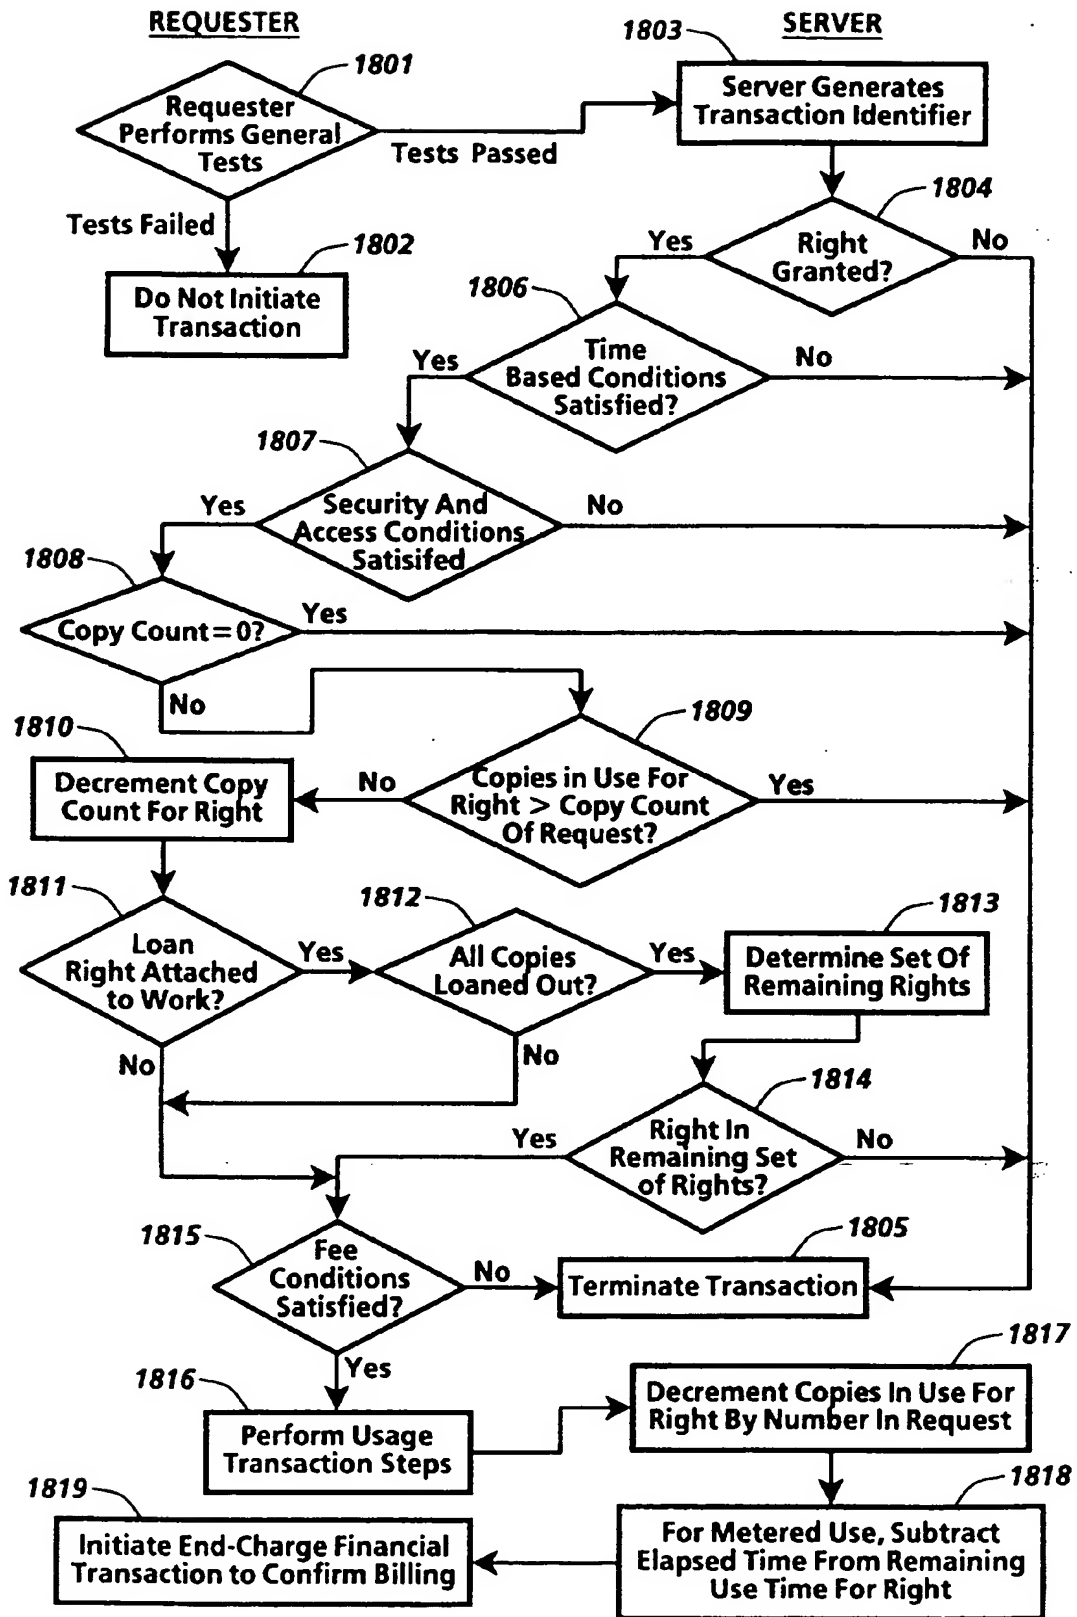 REQUESTER
SERVER
1801
1803
Requester
Performs General
Tests
Server Generates
Transaction Identifier
Tests Passed
Tests Failed
1802
Do Not Initiate
Transaction
1804
Yes
Right
Granted?
No
1806
Yes
Time
Based Conditions
Satisfied?
No
1807
Yes
Security And
Access Conditions
Satisifed
No
1808
Copy Count=0?
Yes
No
1809
1810
Decrement Copy
Count For Right
No
Copies in Use For
Right > Copy Count
Of Request?
Yes
1811
Loan
Right Attached
to Work?
Yes
No
1812
All Copies
Loaned Out?
Yes
No
1813
Determine Set Of
Remaining Rights
1814
Yes
Right In
Remaining Set
of Rights?
No
1815
Fee
Conditions
Satisfied?
No
Yes
1805
Terminate Transaction
1816
Perform Usage
Transaction Steps
1817
Decrement Copies In Use For
Right By Number In Request
1818
For Metered Use, Subtract
Elapsed Time From Remaining
Use Time For Right
1819
Initiate End-Charge Financial
Transaction to Confirm Billing